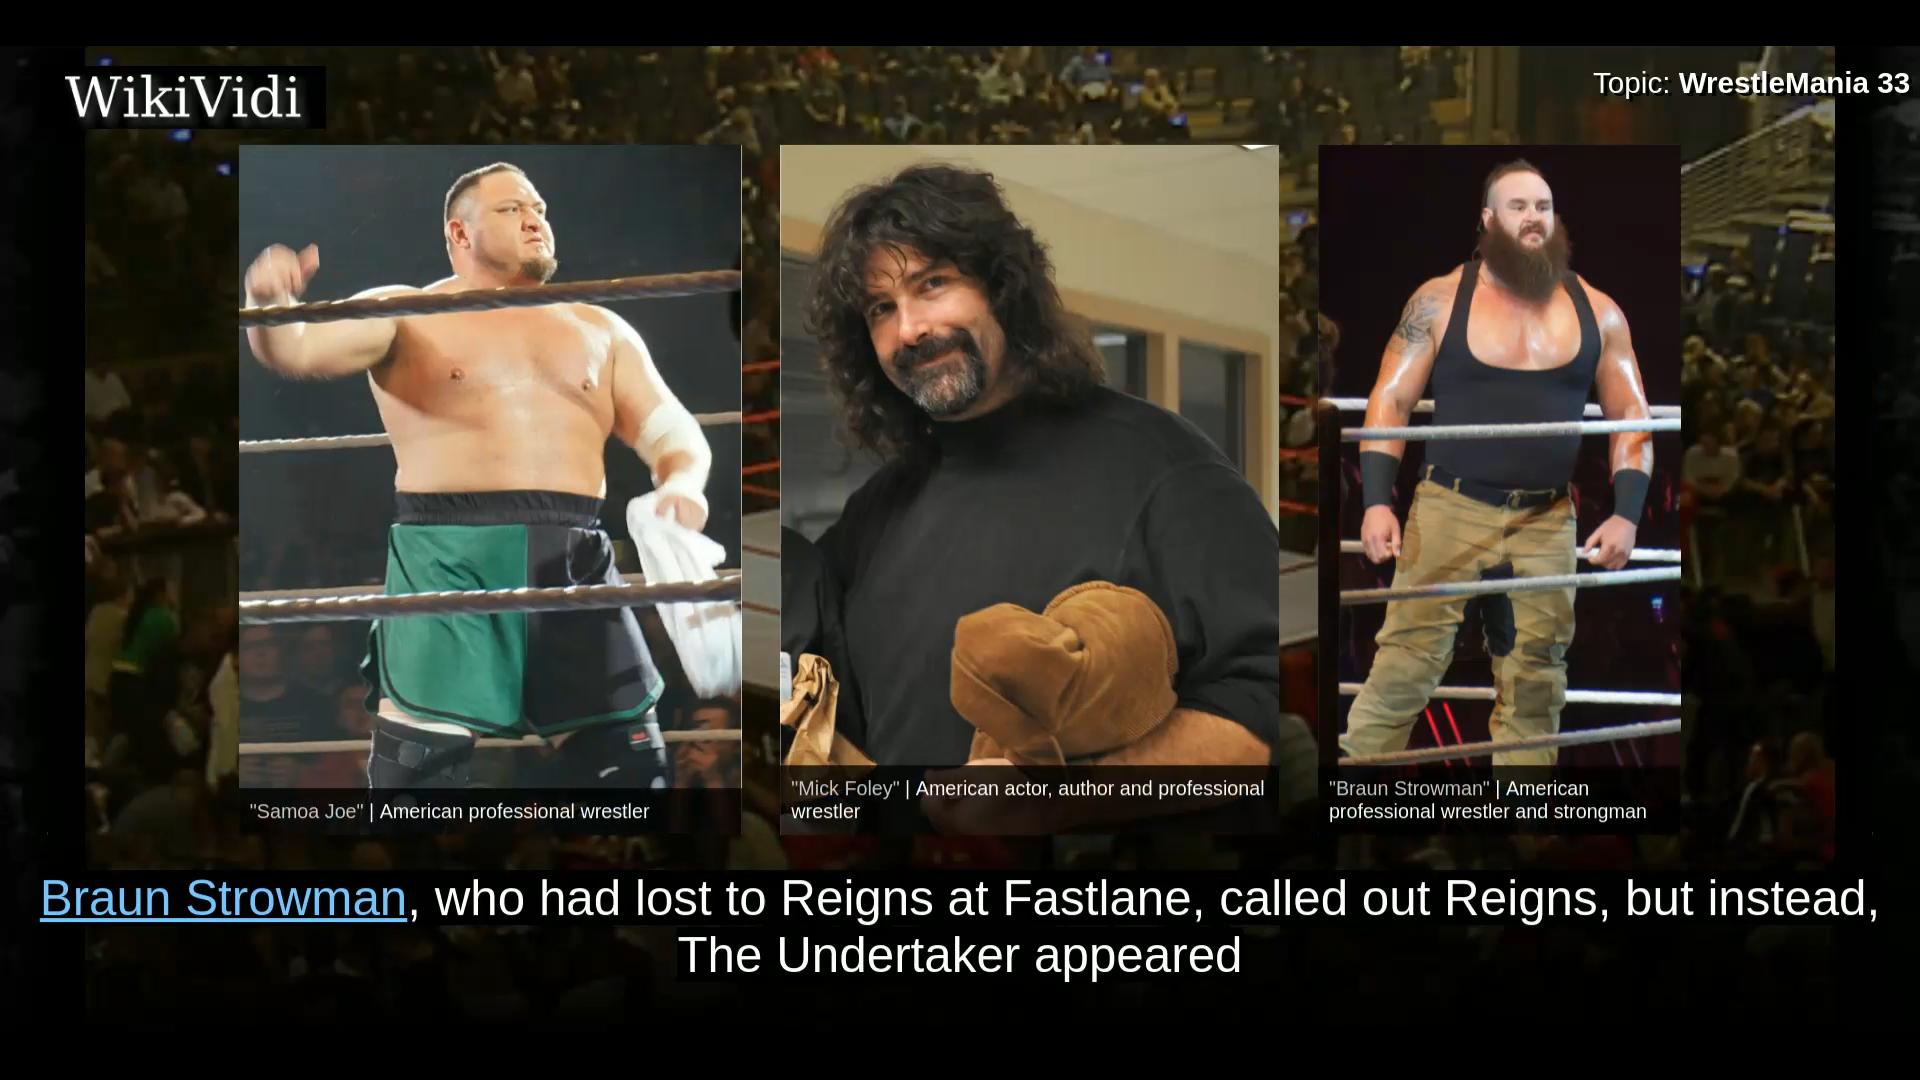 WikiVidi
Topic: WrestleMania 33
"Samoa Joe" | American professional wrestler
"Mick Foley" | American actor, author and professional
wrestler
"Braun Strowman" | American
professional wrestler and strongman
Braun Strowman, who had lost to Reigns at Fastlane, called out Reigns, but instead,
The Undertaker appeared